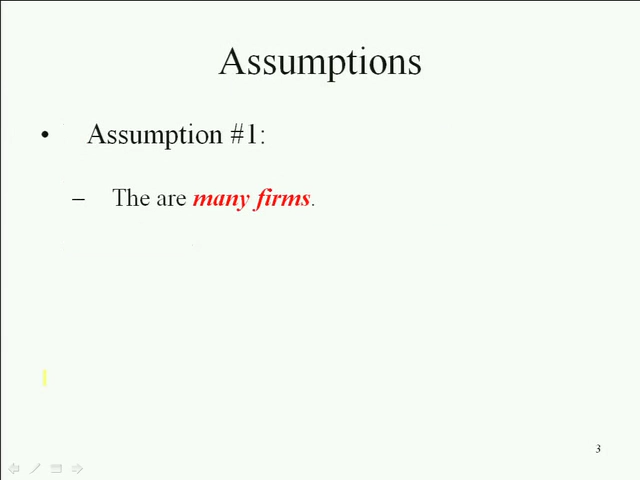 Assumptions
• Assumption #1:
– The are many firms.
3